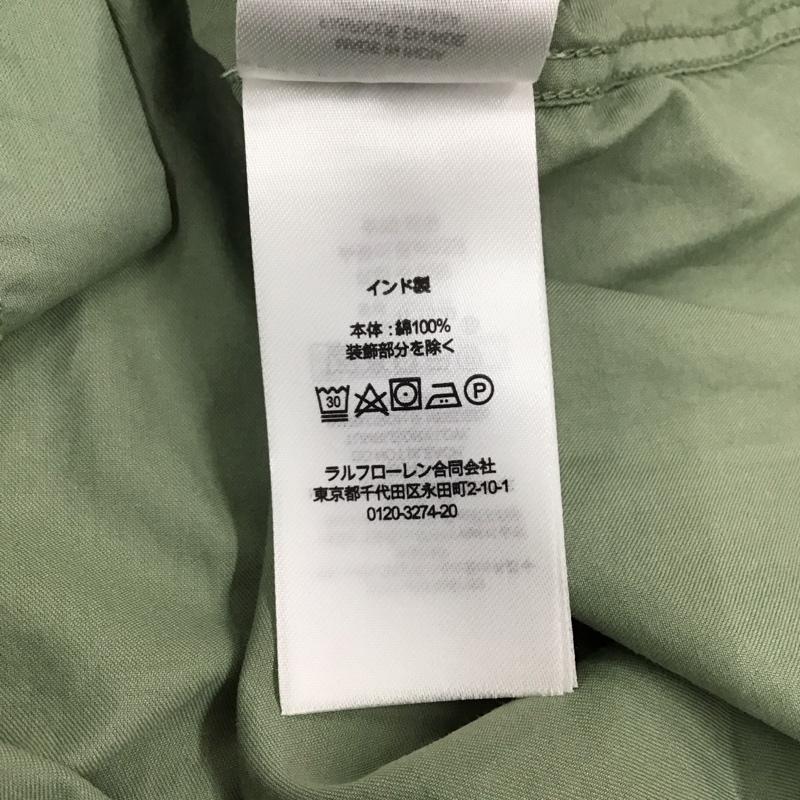 インド製
本体 : 綿100%
装飾部分を除く
30 P
ラルフローレン合同会社
東京都千代田区永田町2-10-1
0120-3274-20